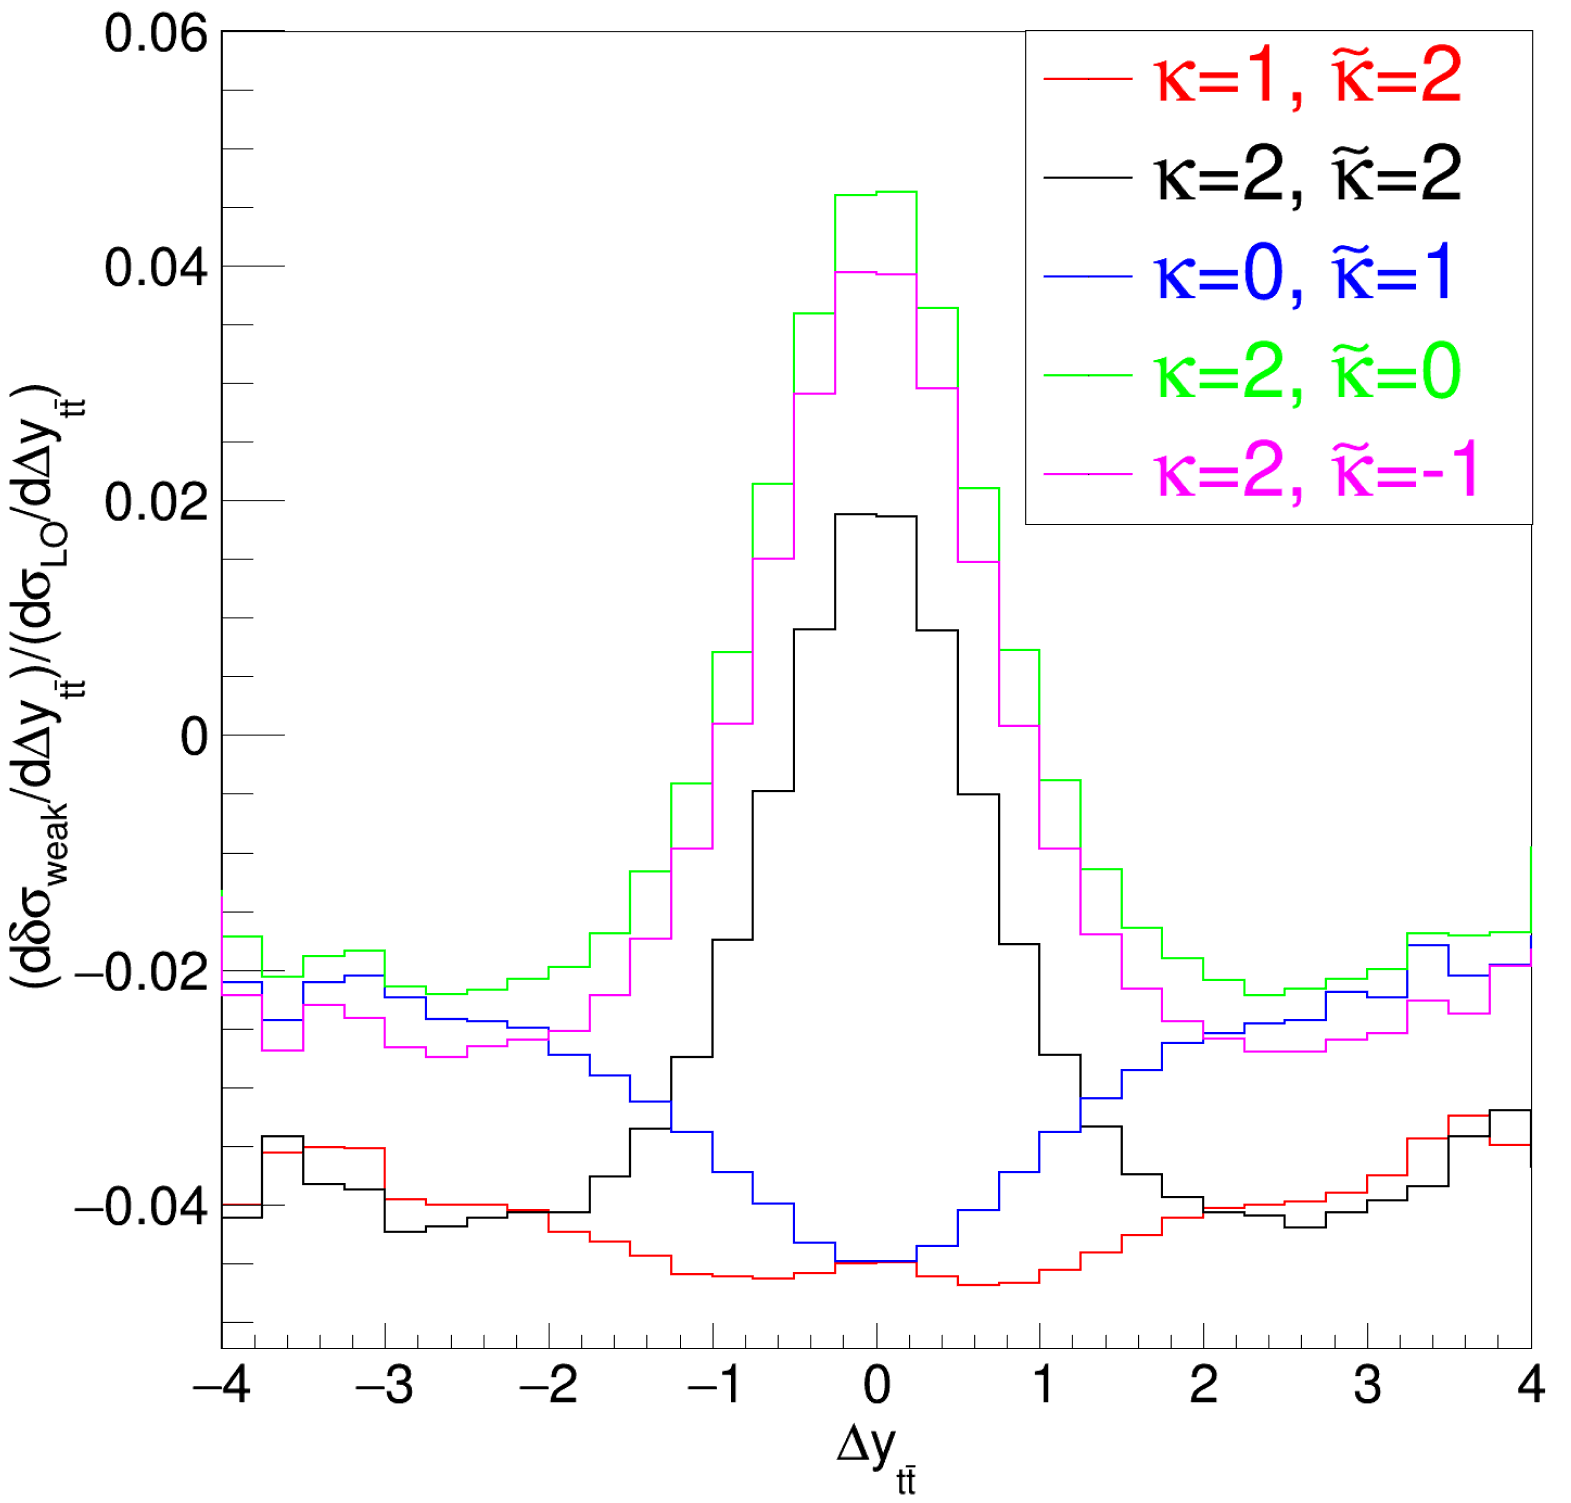 0.06
0.04
0.02
0
−0.02
−0.04
(dδσweak/dΔytt̄)/(dσLO/dΔytt̄)
κ=1, κ̃=2
κ=2, κ̃=2
κ=0, κ̃=1
κ=2, κ̃=0
κ=2, κ̃=-1
−4 −3 −2 −1 0 1 2 3 4
Δytt̄